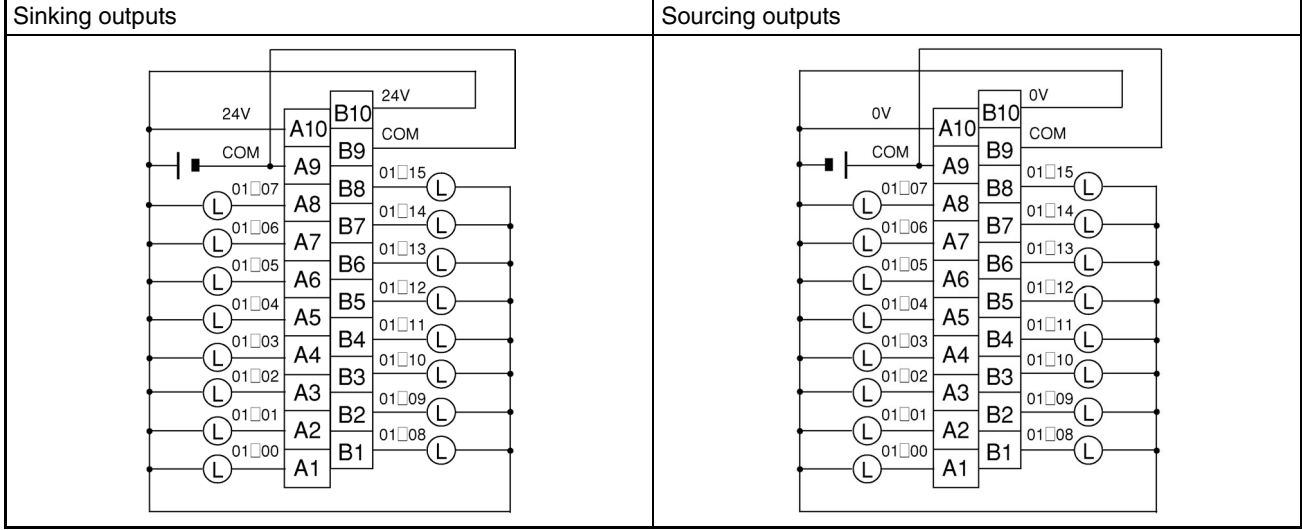 Sinking outputs
24V
COM
01□07
01□06
01□05
01□04
01□03
01□02
01□01
01□00
L
L
L
L
L
L
L
L
A10
A9
A8
A7
A6
A5
A4
A3
A2
A1
B10
B9
B8
B7
B6
B5
B4
B3
B2
B1
24V
COM
01□15
01□14
01□13
01□12
01□11
01□10
01□09
01□08
L
L
L
L
L
L
L
L
Sourcing outputs
0V
COM
01□07
01□06
01□05
01□04
01□03
01□02
01□01
01□00
L
L
L
L
L
L
L
L
A10
A9
A8
A7
A6
A5
A4
A3
A2
A1
B10
B9
B8
B7
B6
B5
B4
B3
B2
B1
0V
COM
01□15
01□14
01□13
01□12
01□11
01□10
01□09
01□08
L
L
L
L
L
L
L
L